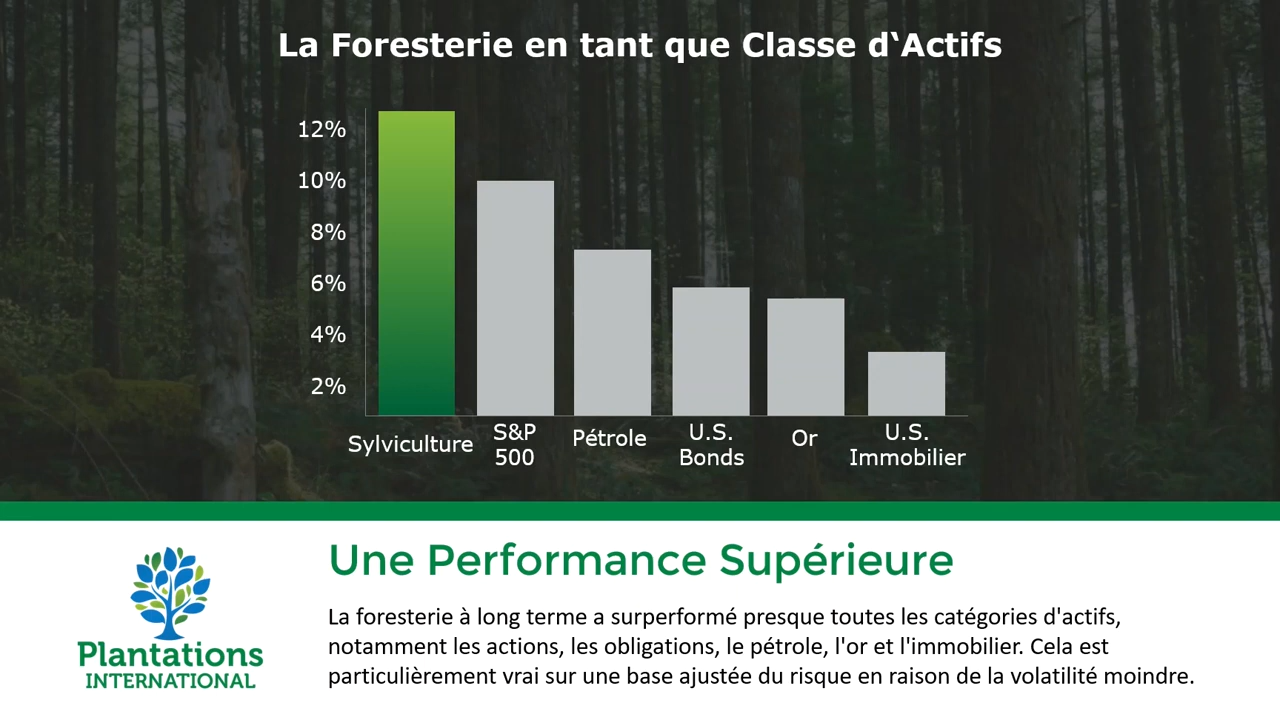 La Foresterie en tant que Classe d‘Actifs
12%
10%
8%
6%
4%
2%
Sylviculture
S&P
500
Pétrole
U.S.
Bonds
Or
U.S.
Immobilier
Plantations
INTERNATIONAL
Une Performance Supérieure
La foresterie à long terme a surperformé presque toutes les catégories d'actifs,
notamment les actions, les obligations, le pétrole, l'or et l'immobilier. Cela est
particulièrement vrai sur une base ajustée du risque en raison de la volatilité moindre.